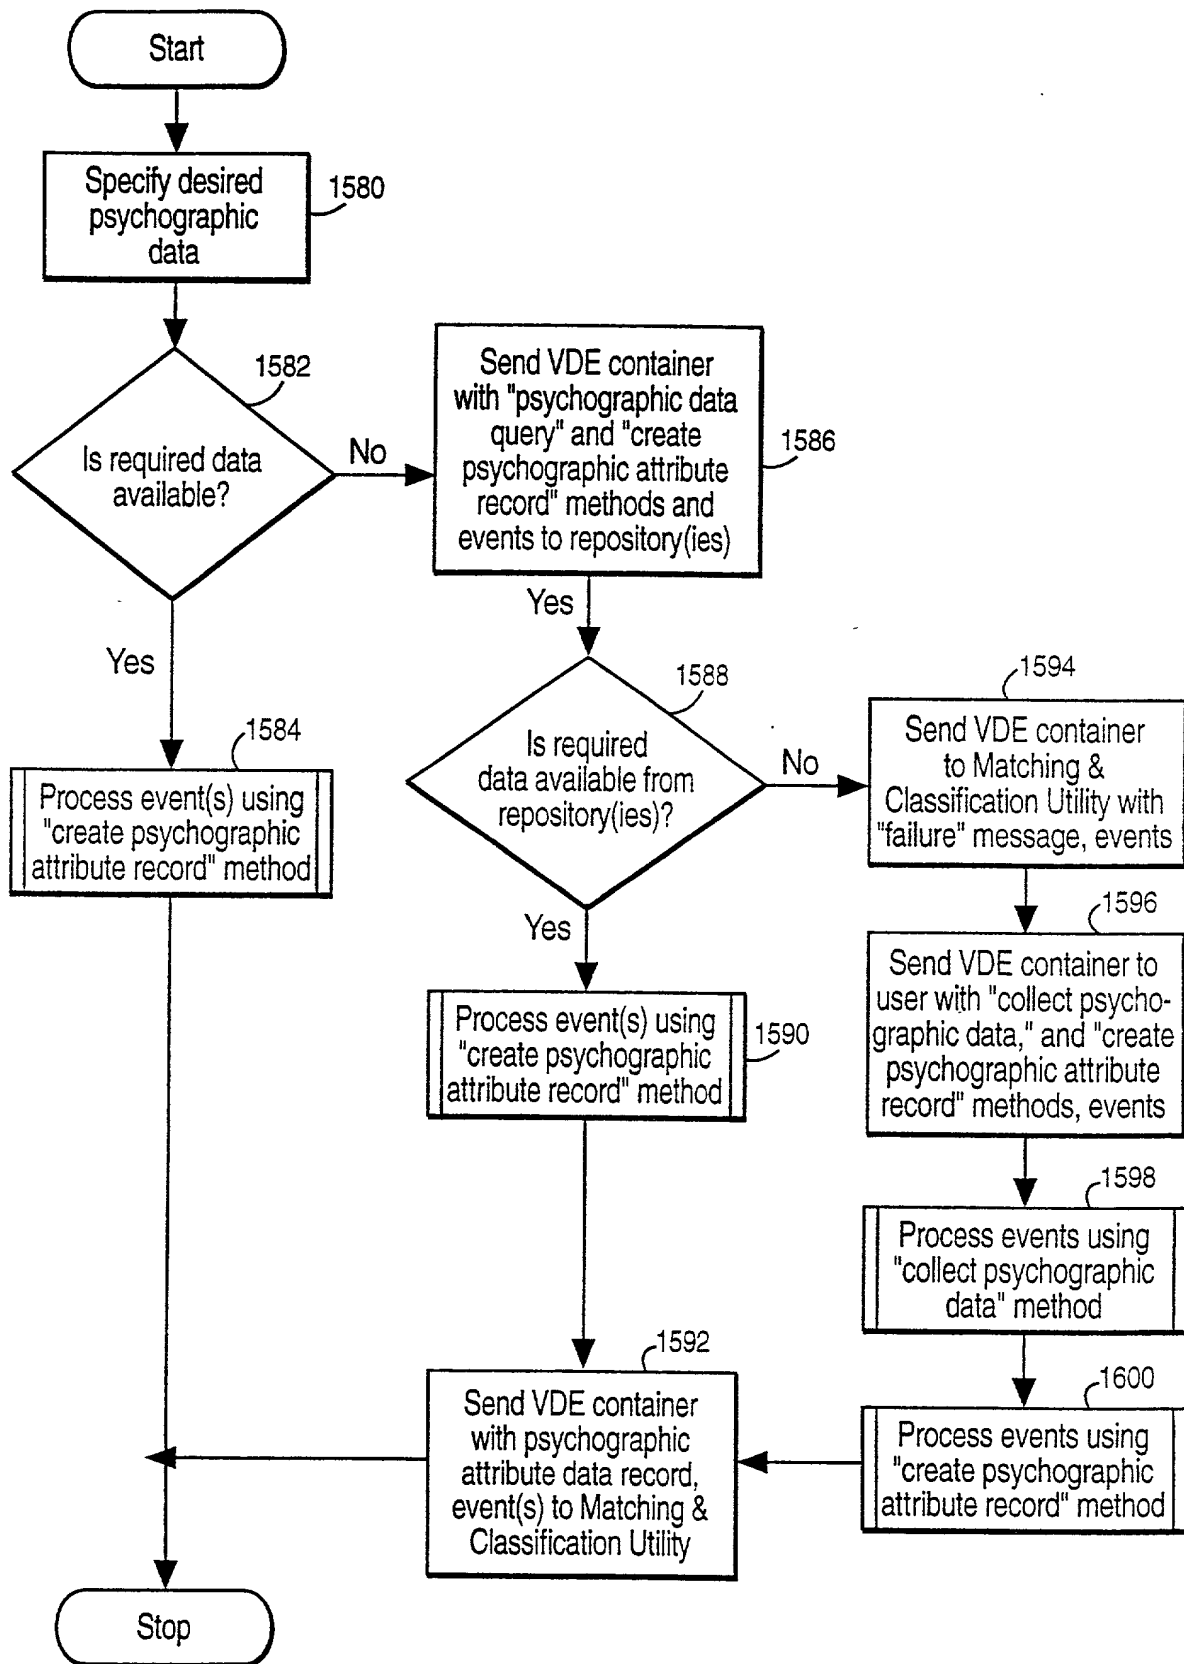 Start
Specify desired
psychographic
data
1580
1582
Is required data
available?
No
Yes
Send VDE container
with "psychographic data
query" and "create
psychographic attribute
record" methods and
events to repository(ies)
1586
Yes
1584
Process event(s) using
"create psychographic
attribute record" method
1588
Is required
data available from
repository(ies)?
No
Yes
1594
Send VDE container
to Matching &
Classification Utility with
"failure" message, events
1596
Send VDE container to
user with "collect psycho-
graphic data," and "create
psychographic attribute
record" methods, events
Process event(s) using
"create psychographic
attribute record" method
1590
1598
Process events using
"collect psychographic
data" method
1592
Send VDE container
with psychographic
attribute data record,
event(s) to Matching &
Classification Utility
1600
Process events using
"create psychographic
attribute record" method
Stop